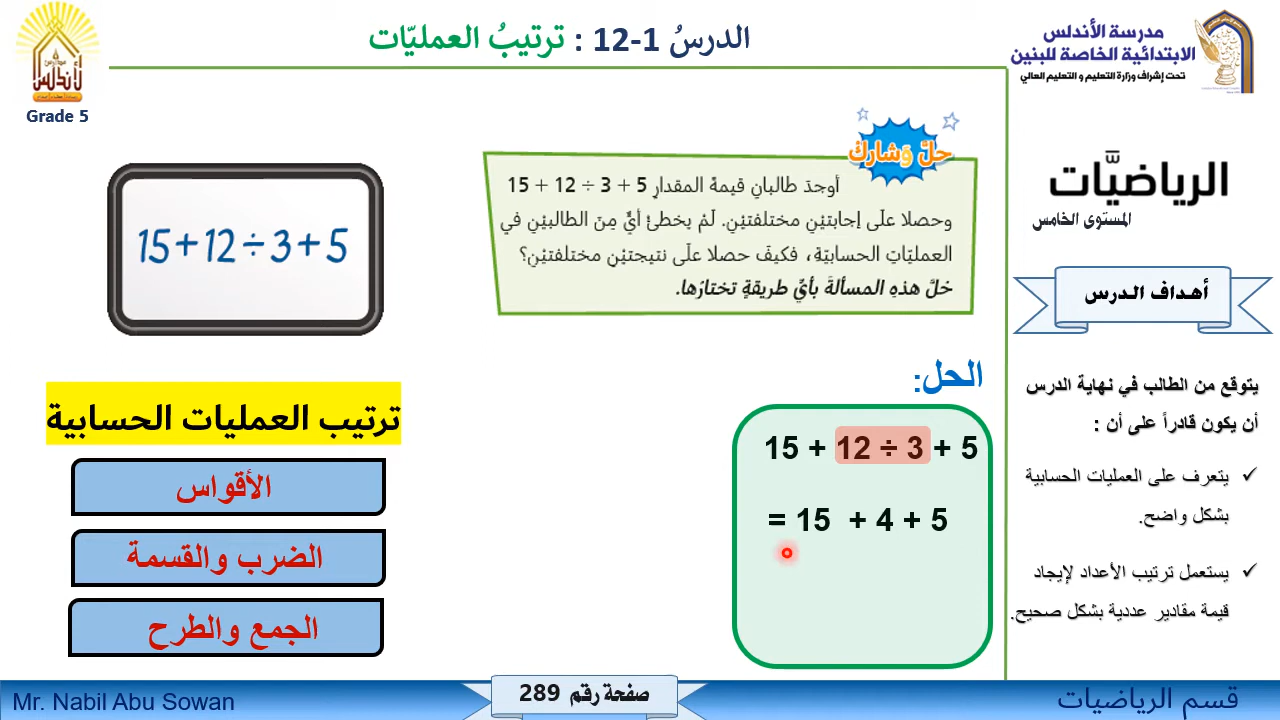 الدرسُ 1-12 : ترتيبُ العمليّات
مدرسة الأندلس
الابتدائية الخاصة للبنين
تحت إشراف وزارة التعليم و التعليم العالي
الأندلس
Grade 5
حلّ وَشارك
أوجدَ طالبانِ قيمةَ المقدارِ 15 + 12 ÷ 3 + 5
وحصلا علَى إجابتيْنِ مختلفتيْنِ. لَمْ يخطئْ أيٌّ مِنَ الطالبيْنِ في
العمليّاتِ الحسابيّةِ، فكيفَ حصلا علَى نتيجتيْنِ مختلفتيْنِ؟
حُلَّ هذهِ المسألةَ بأيِّ طريقةٍ تختارُها.
15+12÷3+5
الرياضيَّات
المستوى الخامس
أهداف الدرس
يتوقع من الطالب في نهاية الدرس
أن يكون قادراً على أن :
✓ يتعرف على العمليات الحسابية
بشكل واضح.
✓ يستعمل ترتيب الأعداد لإيجاد
قيمة مقادير عددية بشكل صحيح.
الحل:
15 + 12 ÷ 3 + 5
= 15 + 4 + 5
ترتيب العمليات الحسابية
الأقواس
الضرب والقسمة
الجمع والطرح
Mr. Nabil Abu Sowan
صفحة رقم 289
قسم الرياضيات